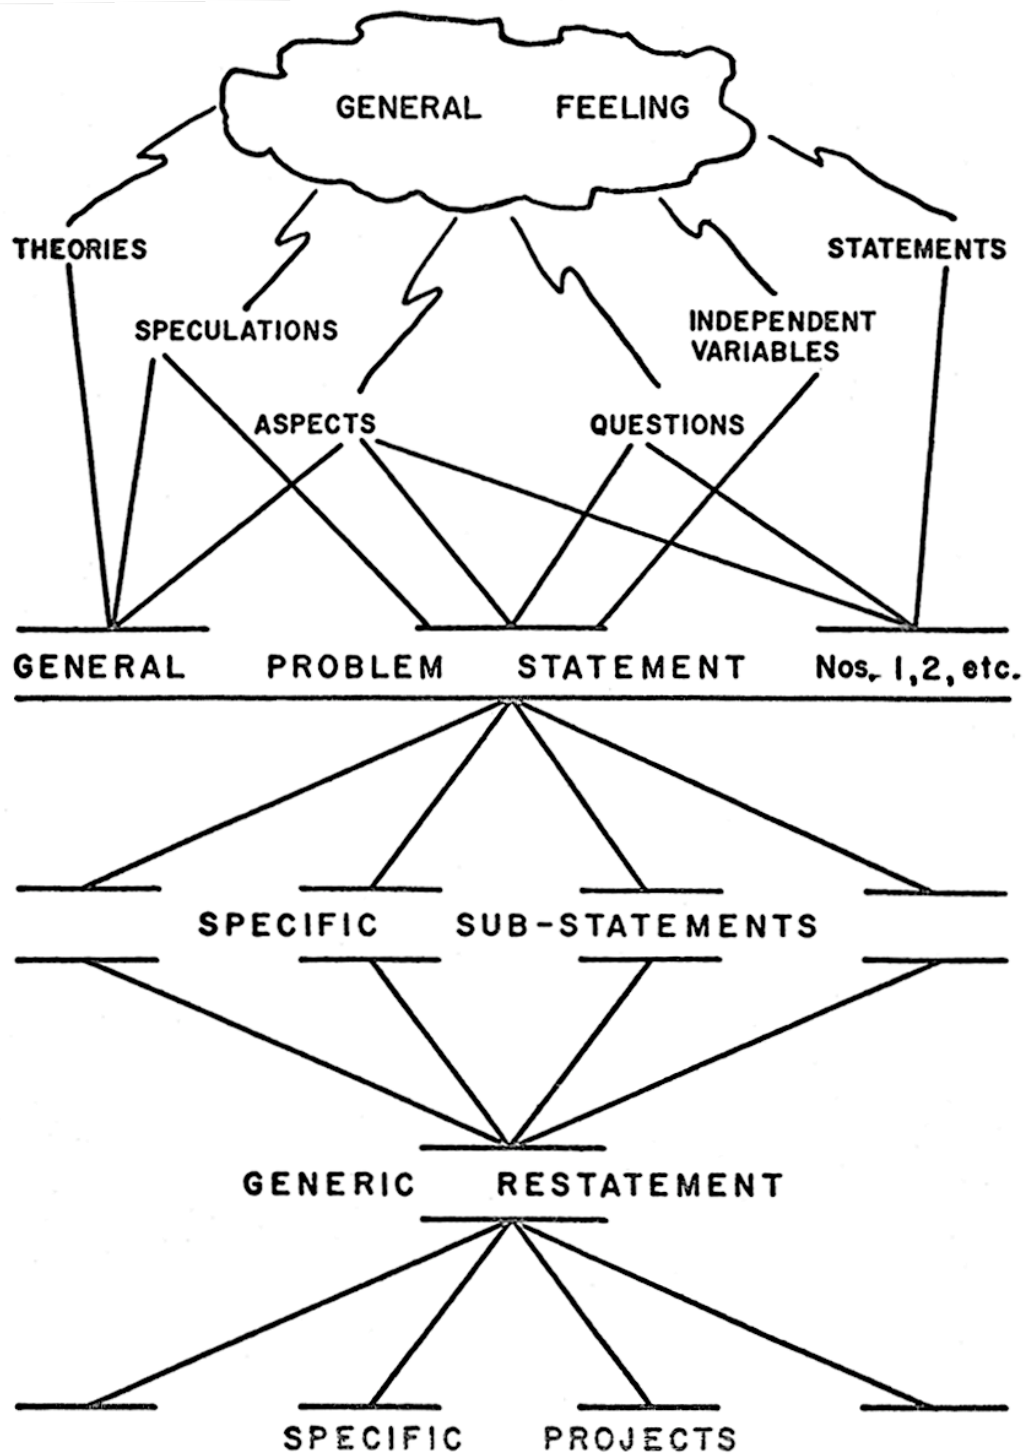 GENERAL FEELING
THEORIES
STATEMENTS
SPECULATIONS
INDEPENDENT
VARIABLES
ASPECTS
QUESTIONS
GENERAL PROBLEM STATEMENT Nos. 1, 2, etc.
SPECIFIC SUB-STATEMENTS
GENERIC RESTATEMENT
SPECIFIC PROJECTS